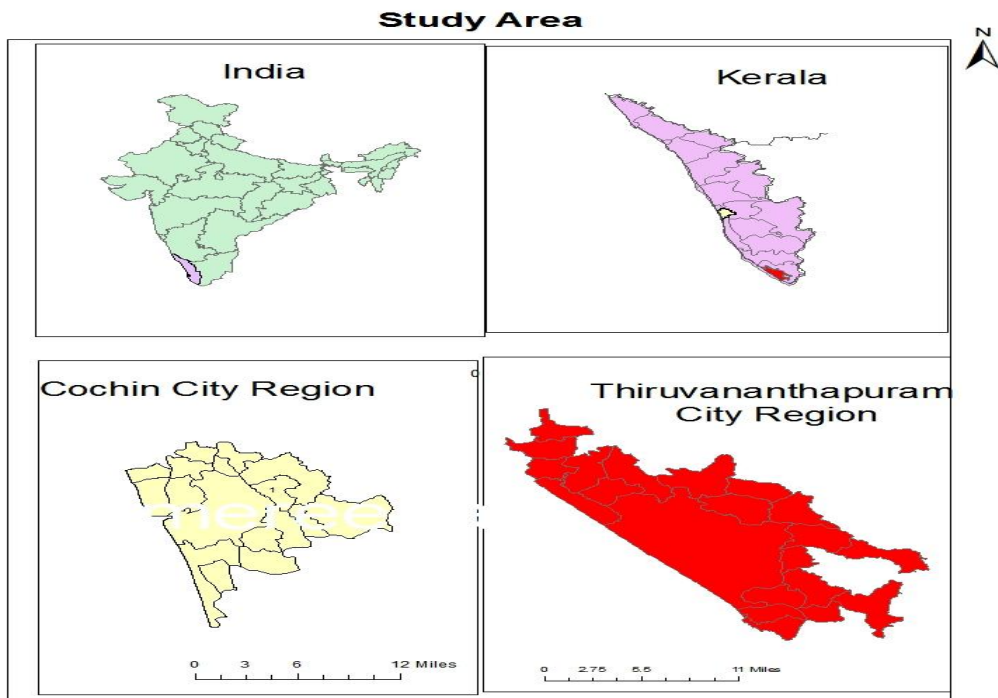 Study Area
N
India
Kerala
Cochin City Region
Thiruvananthapuram
City Region
0 3 6 12 Miles
0 2.75 5.5 11 Miles